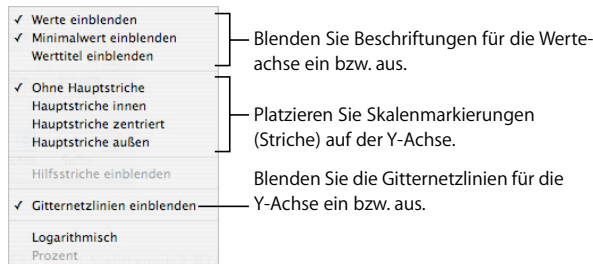 ✓ Werte einblenden
✓ Minimalwert einblenden
Werttitel einblenden
Blenden Sie Beschriftungen für die Werte-
achse ein bzw. aus.
✓ Ohne Hauptstriche
Hauptstriche innen
Hauptstriche zentriert
Hauptstriche außen
Platzieren Sie Skalenmarkierungen
(Striche) auf der Y-Achse.
Hilfsstriche einblenden
✓ Gitternetzlinien einblenden
Blenden Sie die Gitternetzlinien für die
Y-Achse ein bzw. aus.
Logarithmisch
Prozent